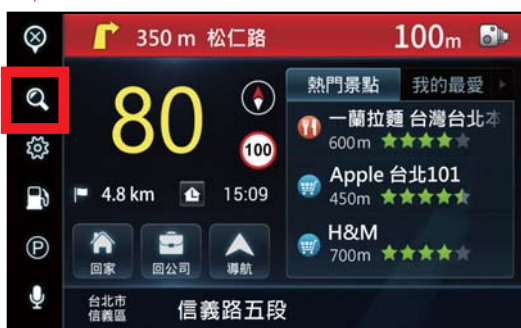 350 m 松仁路
100m
80
100
4.8 km
15:09
回家
回公司
導航
熱門景點
我的最愛
一蘭拉麵 台灣台北本
600m
Apple 台北101
450m
H&M
700m
P
台北市
信義區
信義路五段